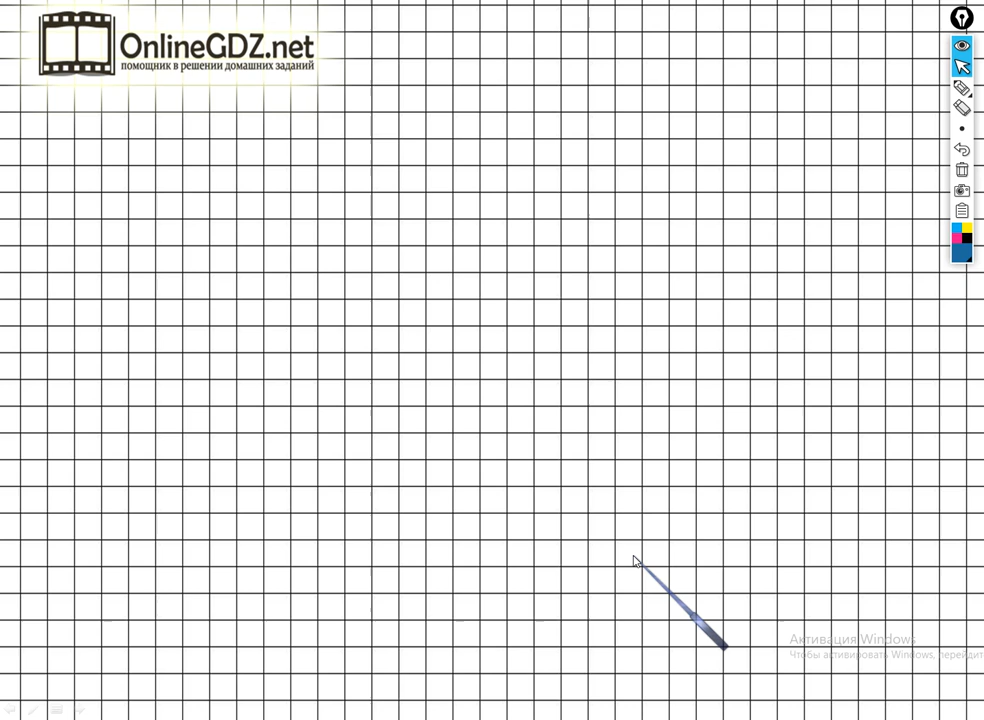 OnlineGDZ.net
помощник в решении домашних заданий
Активация Windows
Чтобы активировать Windows, перейдит